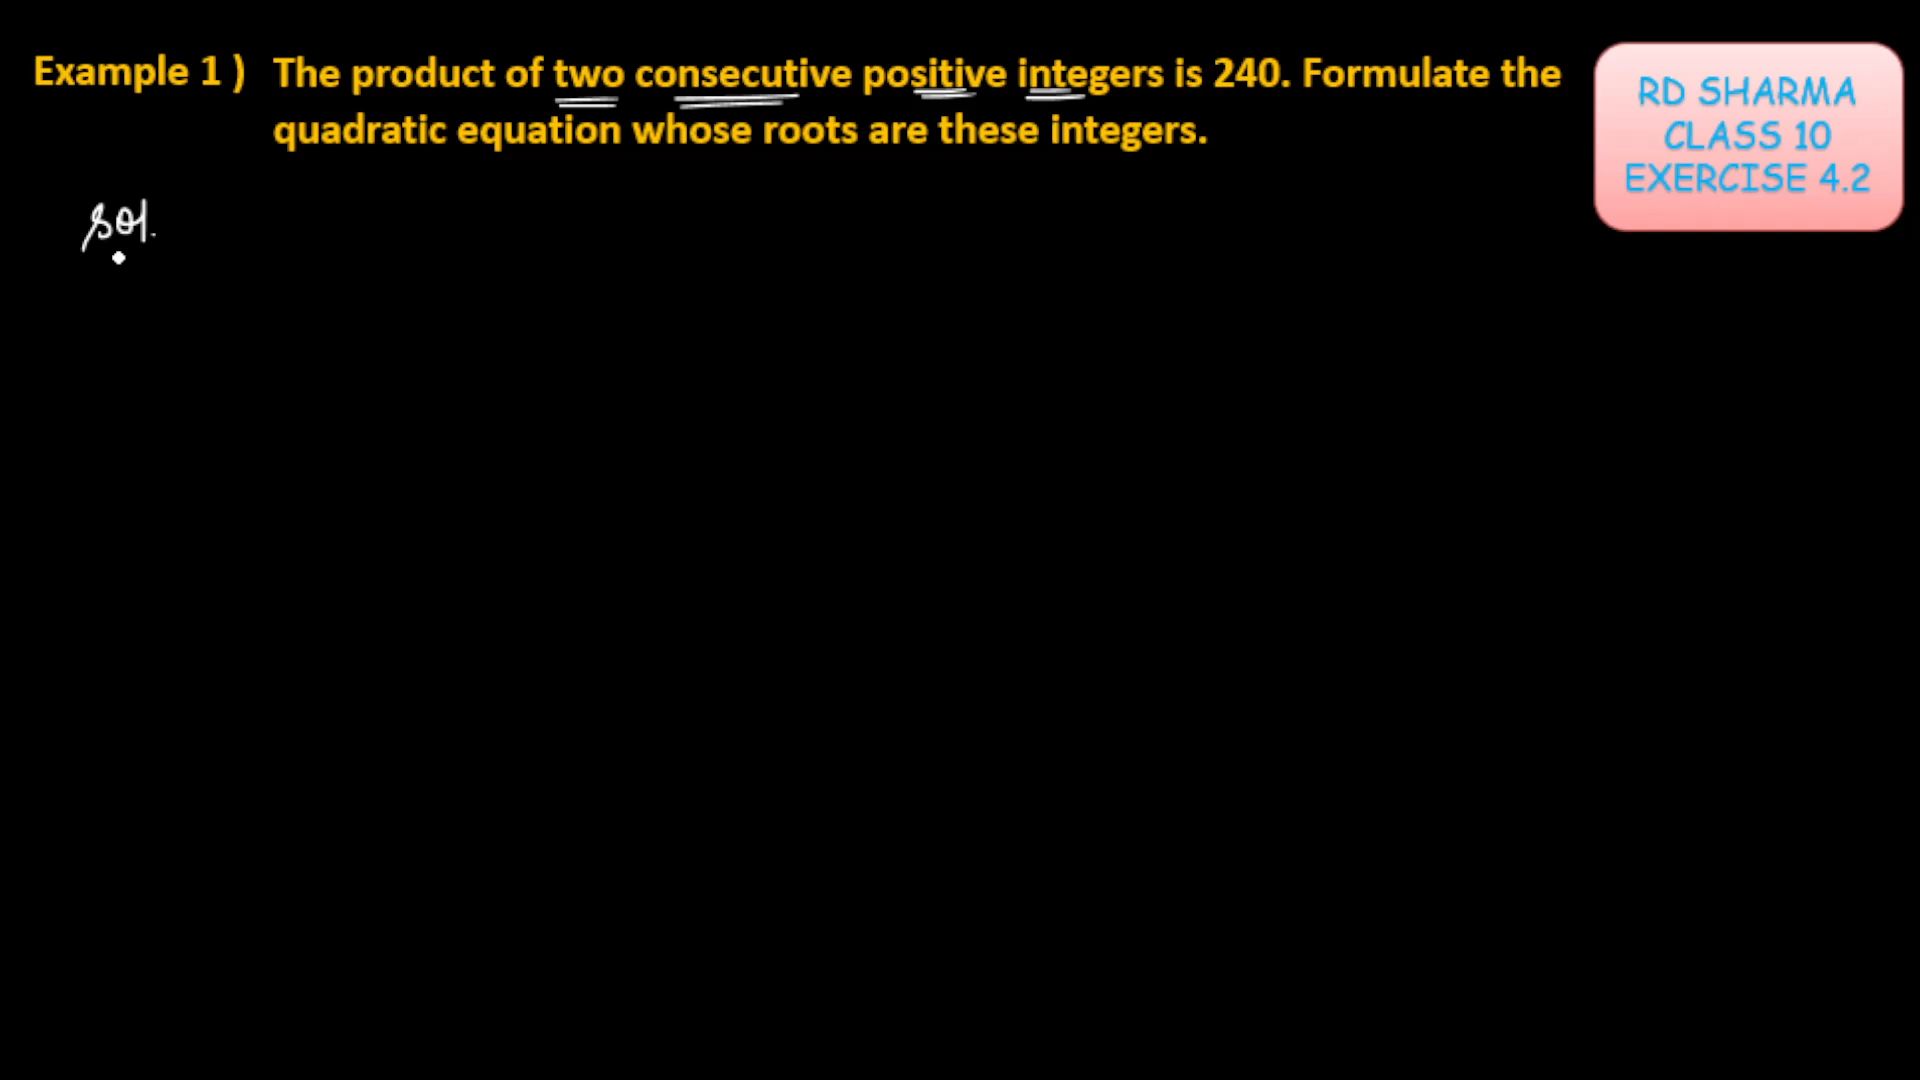 Example 1 ) The product of two consecutive positive integers is 240. Formulate the
quadratic equation whose roots are these integers.
RD SHARMA
CLASS 10
EXERCISE 4.2
sol.